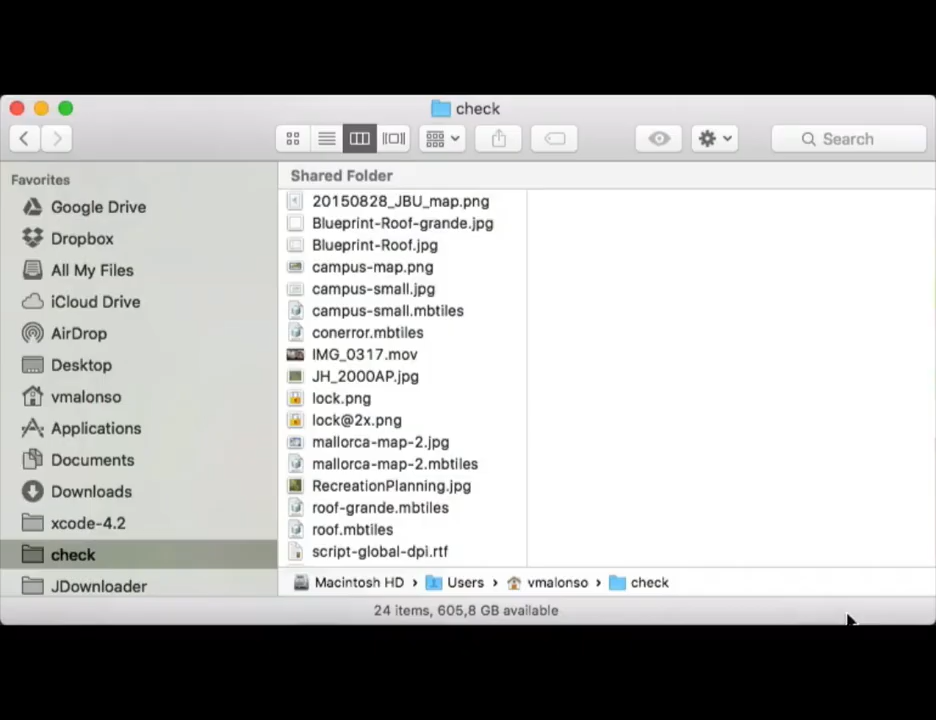 check
Search
Favorites
Google Drive
Dropbox
All My Files
iCloud Drive
AirDrop
Desktop
vmalonso
Applications
Documents
Downloads
xcode-4.2
check
JDownloader
Shared Folder
20150828_JBU_map.png
Blueprint-Roof-grande.jpg
Blueprint-Roof.jpg
campus-map.png
campus-small.jpg
campus-small.mbtiles
conerror.mbtiles
IMG_0317.mov
JH_2000AP.jpg
lock.png
lock@2x.png
mallorca-map-2.jpg
mallorca-map-2.mbtiles
RecreationPlanning.jpg
roof-grande.mbtiles
roof.mbtiles
script-global-dpi.rtf
Macintosh HD › Users › vmalonso › check
24 items, 605,8 GB available